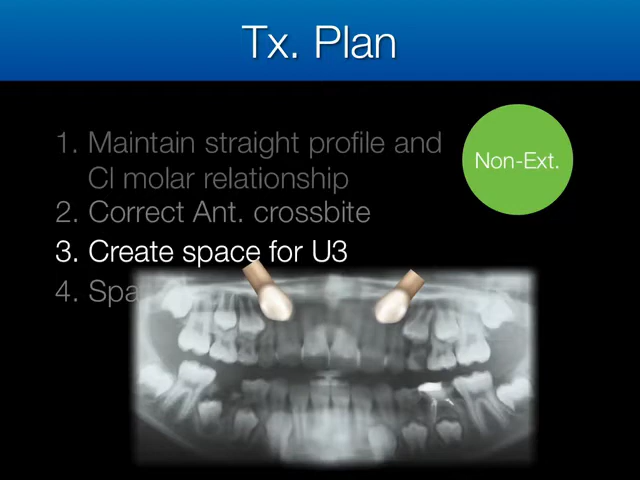 Tx. Plan
1. Maintain straight profile and
Cl molar relationship
Non-Ext.
2. Correct Ant. crossbite
3. Create space for U3
4. Spa